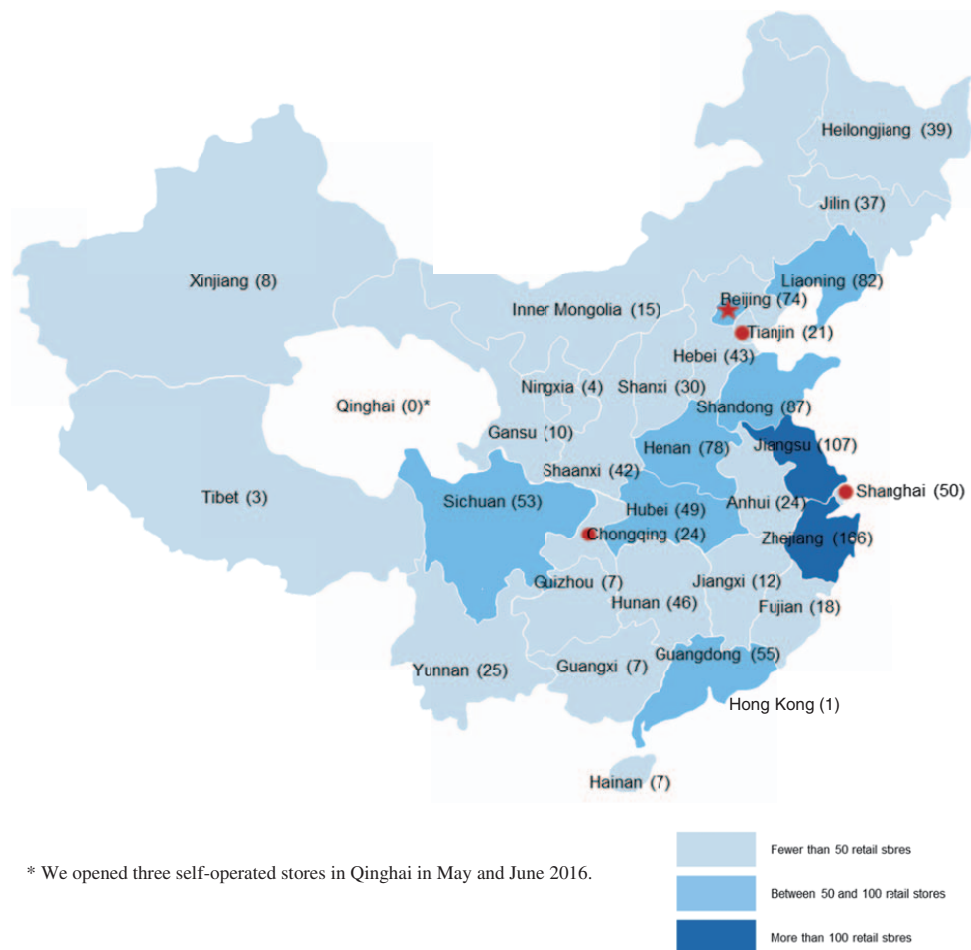 Heilongjiang (39)
Jilin (37)
Liaoning (82)
Xinjiang (8)
Beijing (74)
Inner Mongolia (15)
Tianjin (21)
Hebei (43)
Ningxia (4)
Shanxi (30)
Qinghai (0)*
Shandong (87)
Gansu (10)
Henan (78)
Jiangsu (107)
Shaanxi (42)
Tibet (3)
Sichuan (53)
Shanghai (50)
Hubei (49)
Anhui (24)
Chongqing (24)
Zhejiang (166)
Guizhou (7)
Jiangxi (12)
Hunan (46)
Fujian (18)
Yunnan (25)
Guangxi (7)
Guangdong (55)
Hong Kong (1)
Hainan (7)
Fewer than 50 retail sbres
* We opened three self-operated stores in Qinghai in May and June 2016.
Between 50 and 100 retail stores
More than 100 retail sbres